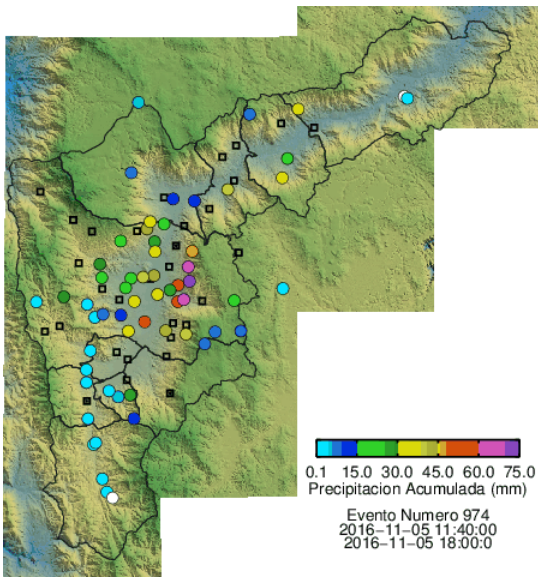 0.1 15.0 30.0 45.0 60.0 75.0
Precipitacion Acumulada (mm)
Evento Numero 974
2016−11−05 11:40:00
2016−11−05 18:00:0